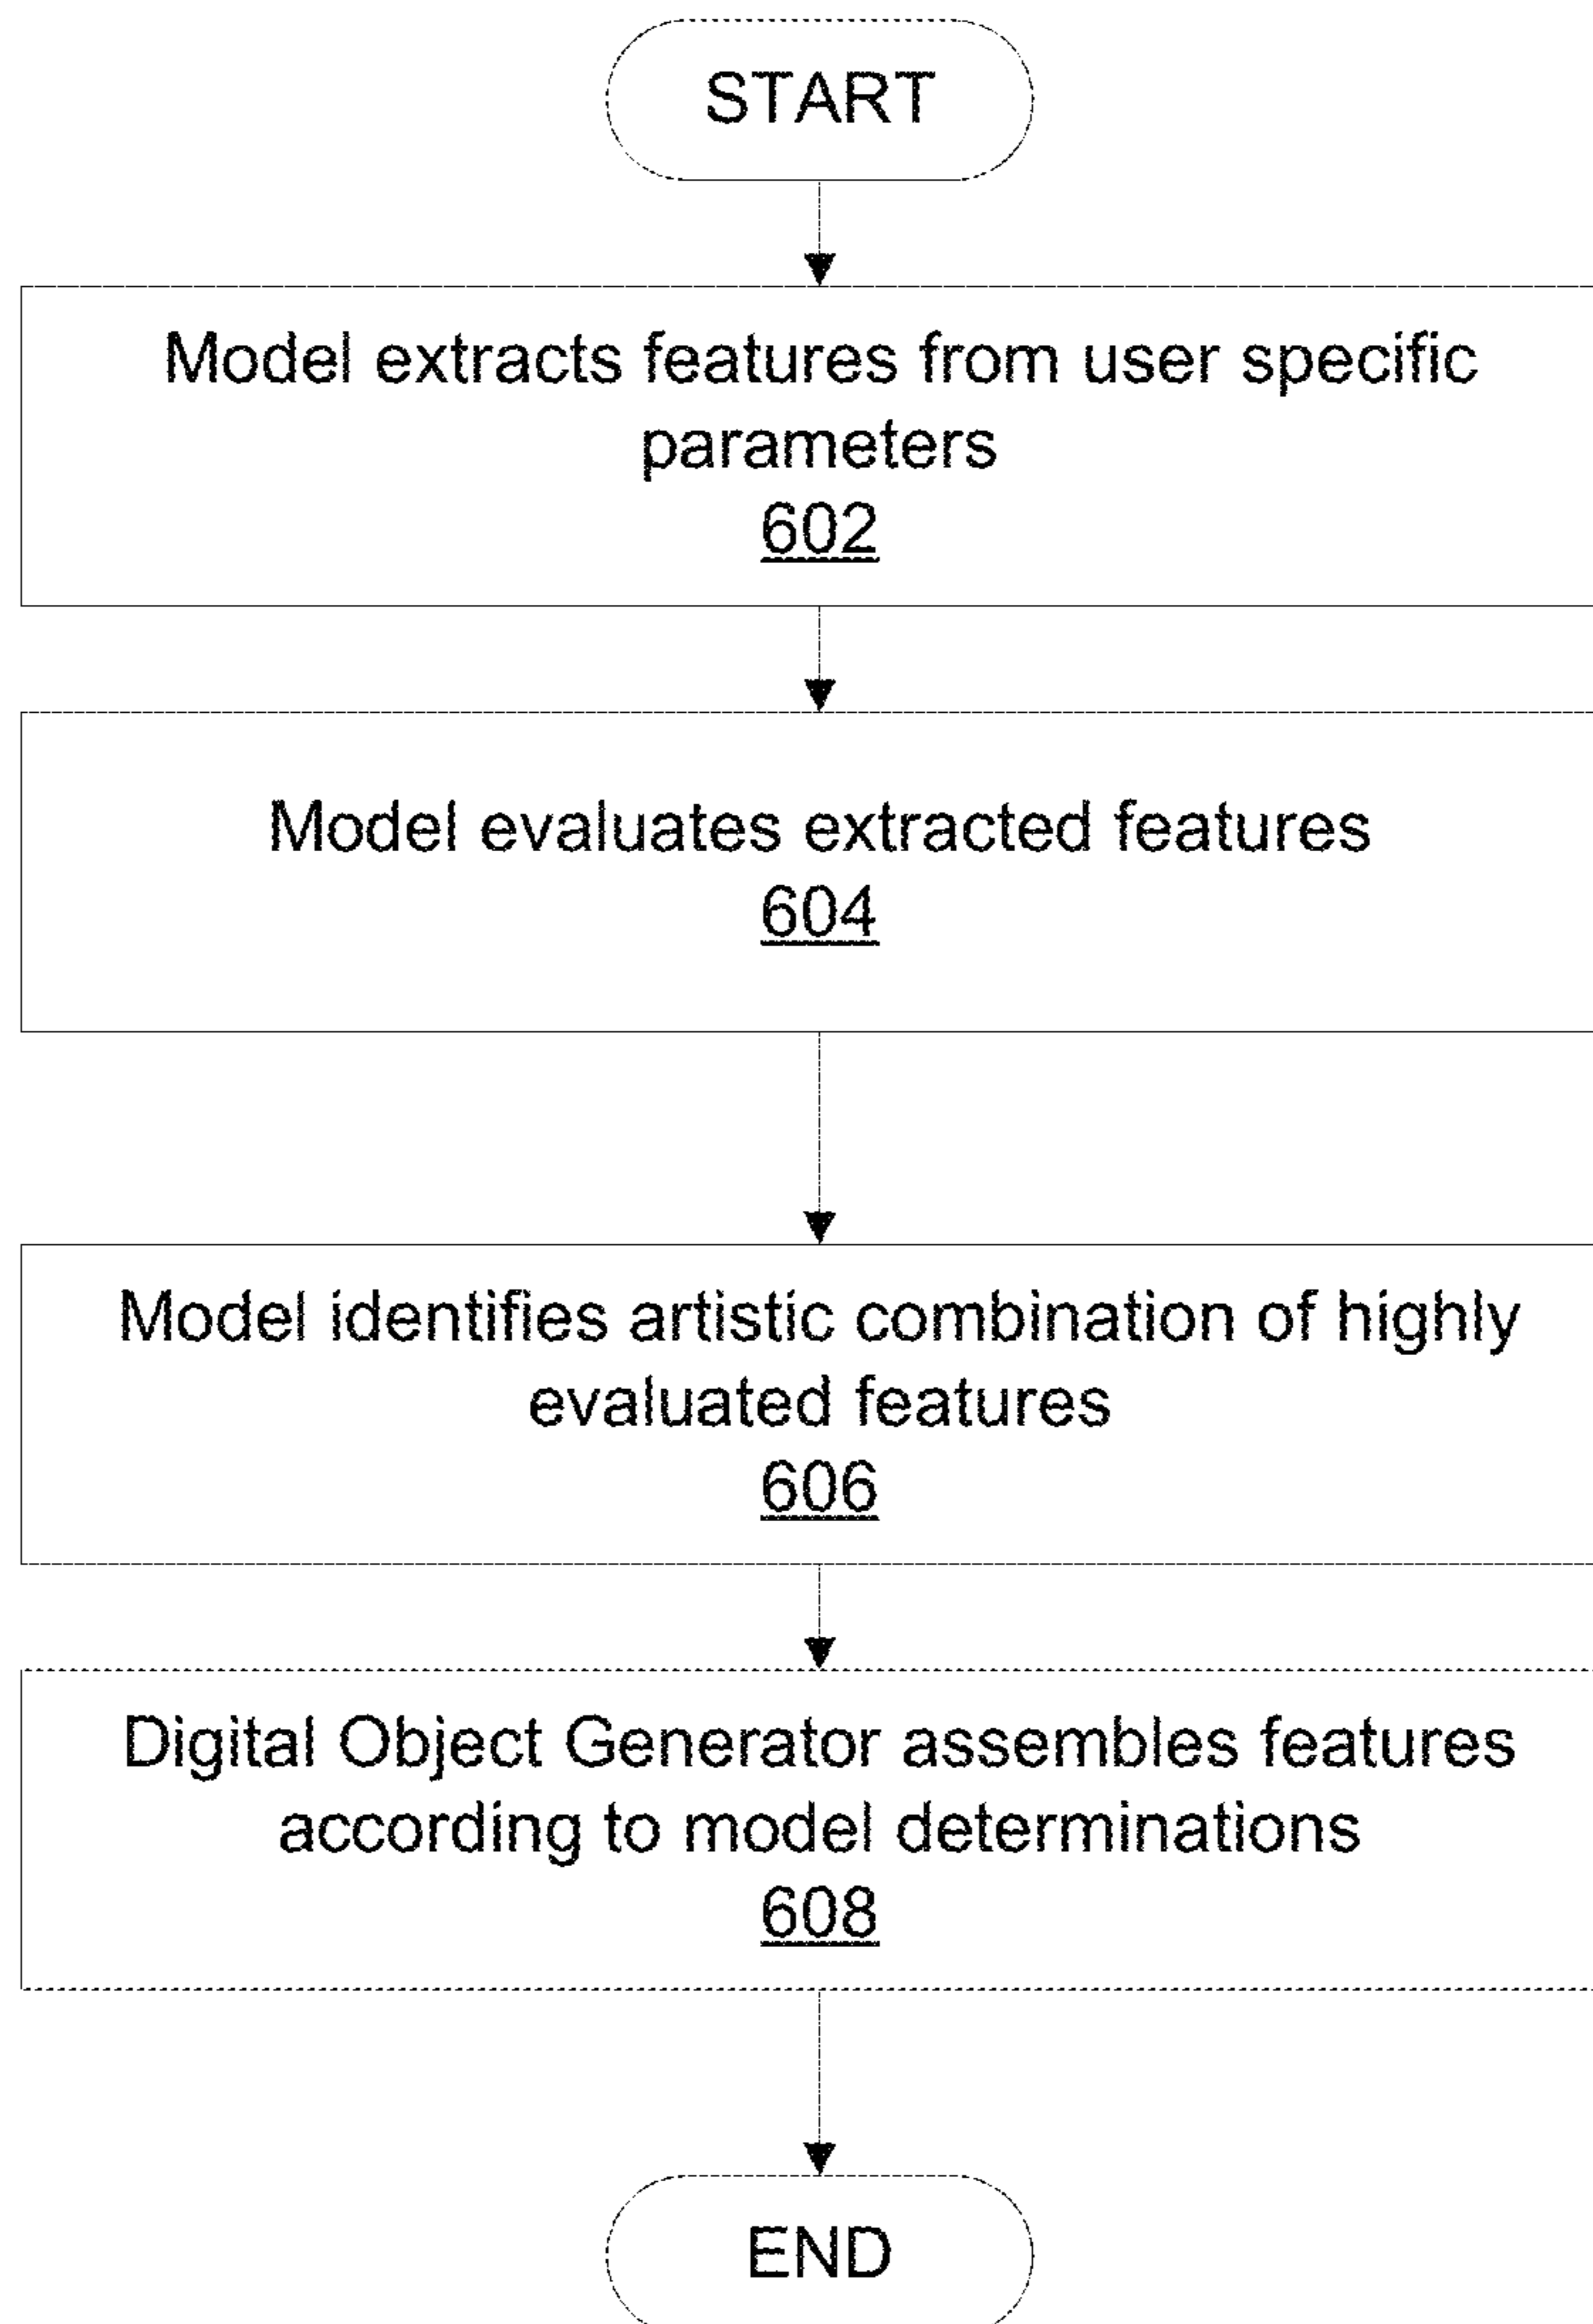 START
Model extracts features from user specific
parameters
602
Model evaluates extracted features
604
Model identifies artistic combination of highly
evaluated features
606
Digital Object Generator assembles features
according to model determinations
608
END